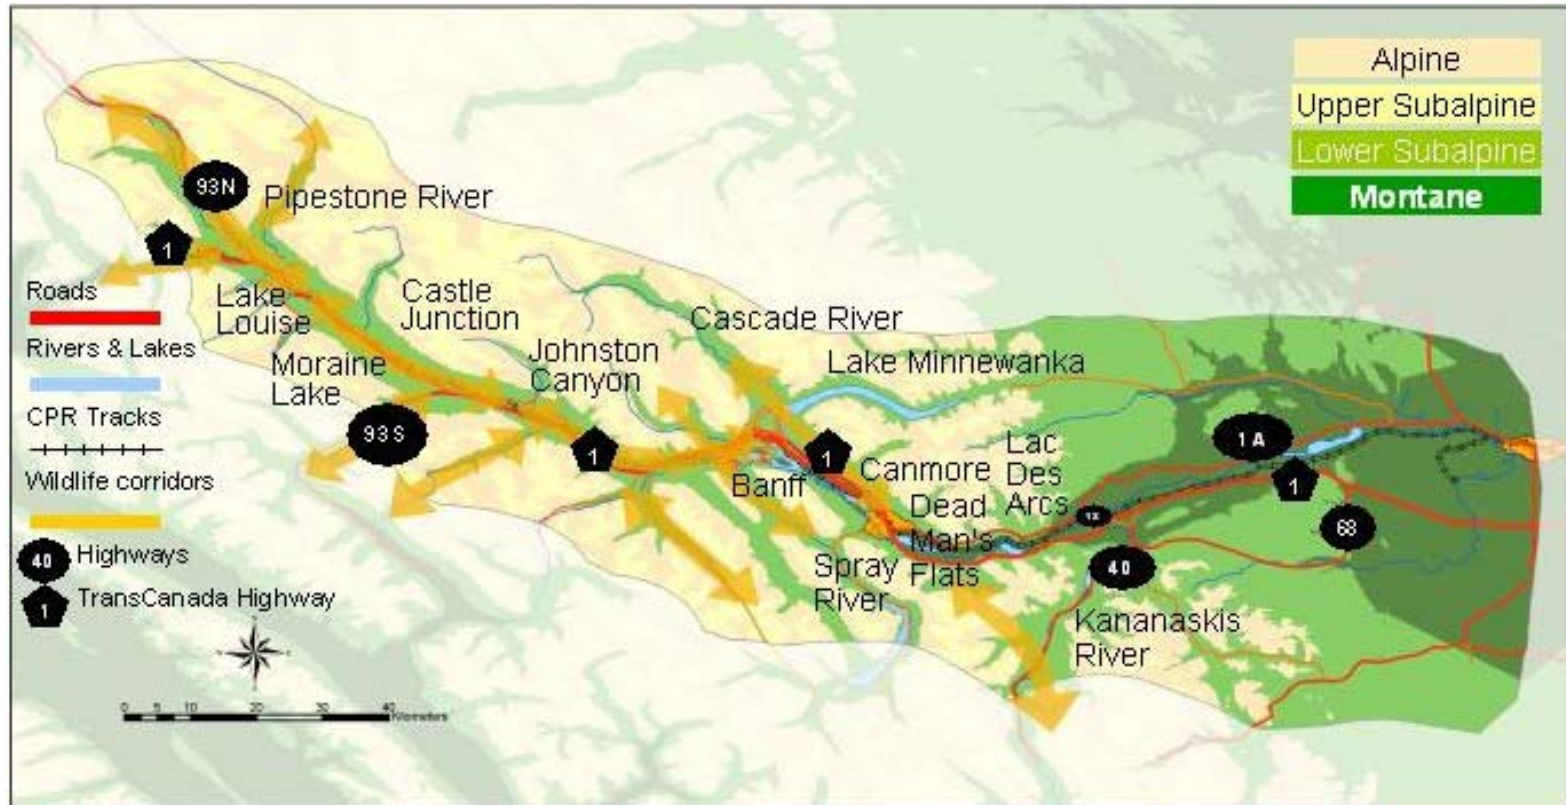 Alpine
Upper Subalpine
Lower Subalpine
Montane
93N
Pipestone River
1
Roads
Rivers & Lakes
CPR Tracks
Wildlife corridors
40 Highways
1 TransCanada Highway
Lake
Louise
Castle
Junction
Moraine
Lake
Johnston
Canyon
Cascade River
Lake Minnewanka
93S
1
1
Banff
Canmore
Dead
Man's
Flats
Lac
Des
Arcs
1A
1
68
40
Spray
River
Kananaskis
River
0 5 10 20 30 40
Kilometers